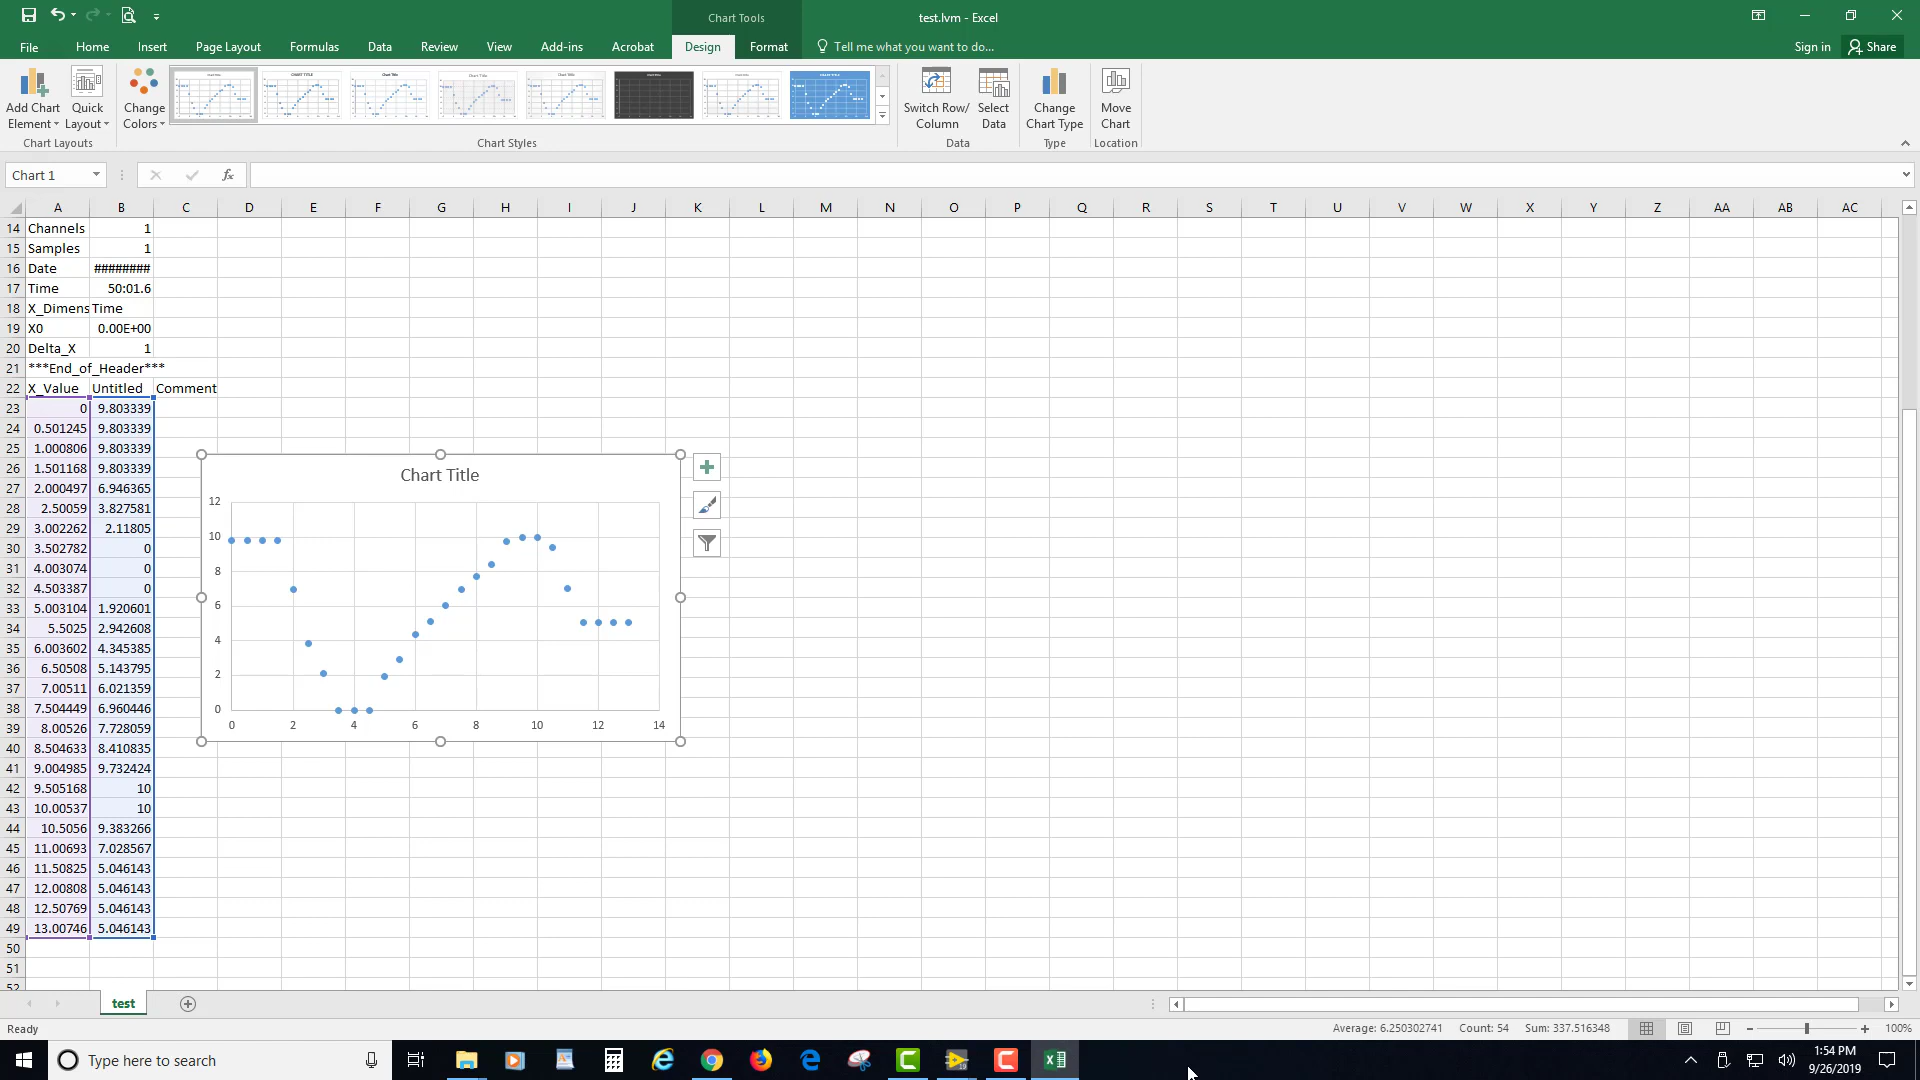 Chart Tools
test.lvm - Excel
File
Home
Insert
Page Layout
Formulas
Data
Review
View
Add-ins
Acrobat
Design
Format
Tell me what you want to do...
Sign in
Share
Add Chart Element
Quick Layout
Change Colors
Switch Row/ Column
Select Data
Change Chart Type
Move Chart
Chart Layouts
Chart Styles
Data
Type
Location
Chart 1
fx
A B C D E F G H I J K L M N O P Q R S T U V W X Y Z AA AB AC
14 Channels 1
15 Samples 1
16 Date ########
17 Time 50:01.6
18 X_Dimens Time
19 X0 0.00E+00
20 Delta_X 1
21 ***End_of_Header***
22 X_Value Untitled Comment
23 0 9.803339
24 0.501245 9.803339
25 1.000806 9.803339
26 1.501168 9.803339
27 2.000497 6.946365
28 2.50059 3.827581
29 3.002262 2.11805
30 3.502782 0
31 4.003074 0
32 4.503387 0
33 5.003104 1.920601
34 5.5025 2.942608
35 6.003602 4.345385
36 6.50508 5.143795
37 7.00511 6.021359
38 7.504449 6.960446
39 8.00526 7.728059
40 8.504633 8.410835
41 9.004985 9.732424
42 9.505168 10
43 10.00537 10
44 10.5056 9.383266
45 11.00693 7.028567
46 11.50825 5.046143
47 12.00808 5.046143
48 12.50769 5.046143
49 13.00746 5.046143
50
51
52
Chart Title
12
10
8
6
4
2
0
0 2 4 6 8 10 12 14
test
Ready
Average: 6.250302741 Count: 54 Sum: 337.516348
100%
Type here to search
1:54 PM
9/26/2019